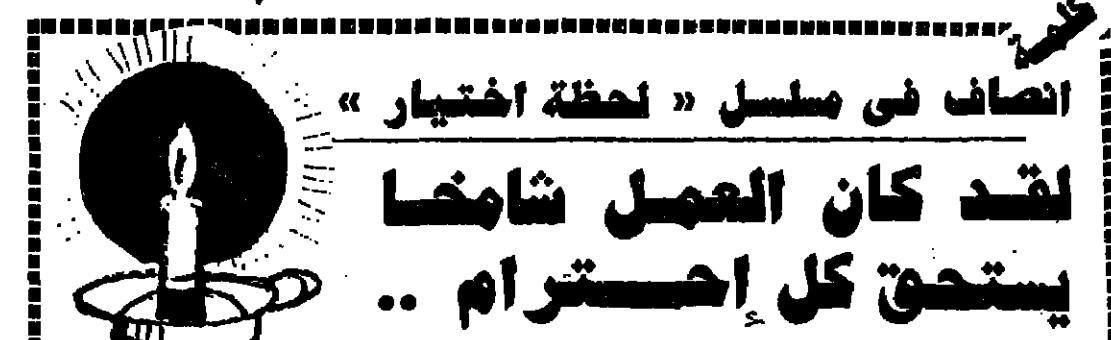 كلمة
انصاف فى مسلسل « لحظة اختيار »
لقد كان العمل شامخا
يستحق كل إحترام ..